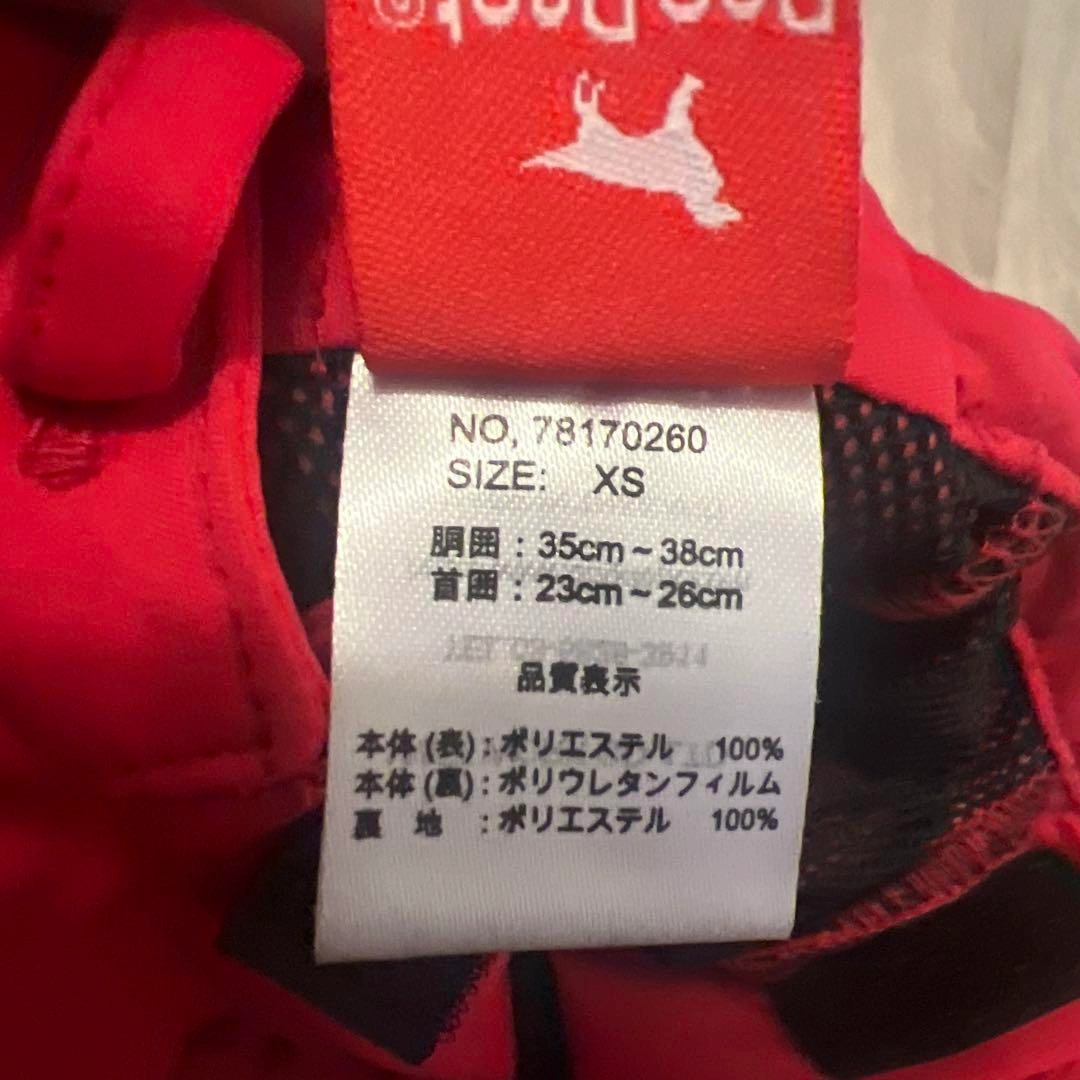 NO, 78170260
SIZE: XS
胴囲 : 35cm ~ 38cm
首囲 : 23cm ~ 26cm
品質表示
本体 (表) : ポリエステル 100%
本体 (裏) : ポリウレタンフィルム
裏 地 : ポリエステル 100%